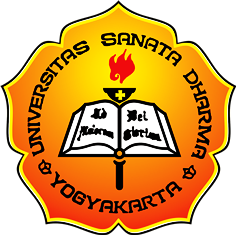 UNIVERSITAS SANATA DHARMA
Ad Dei
Maiorem Gloriam
YOGYAKARTA